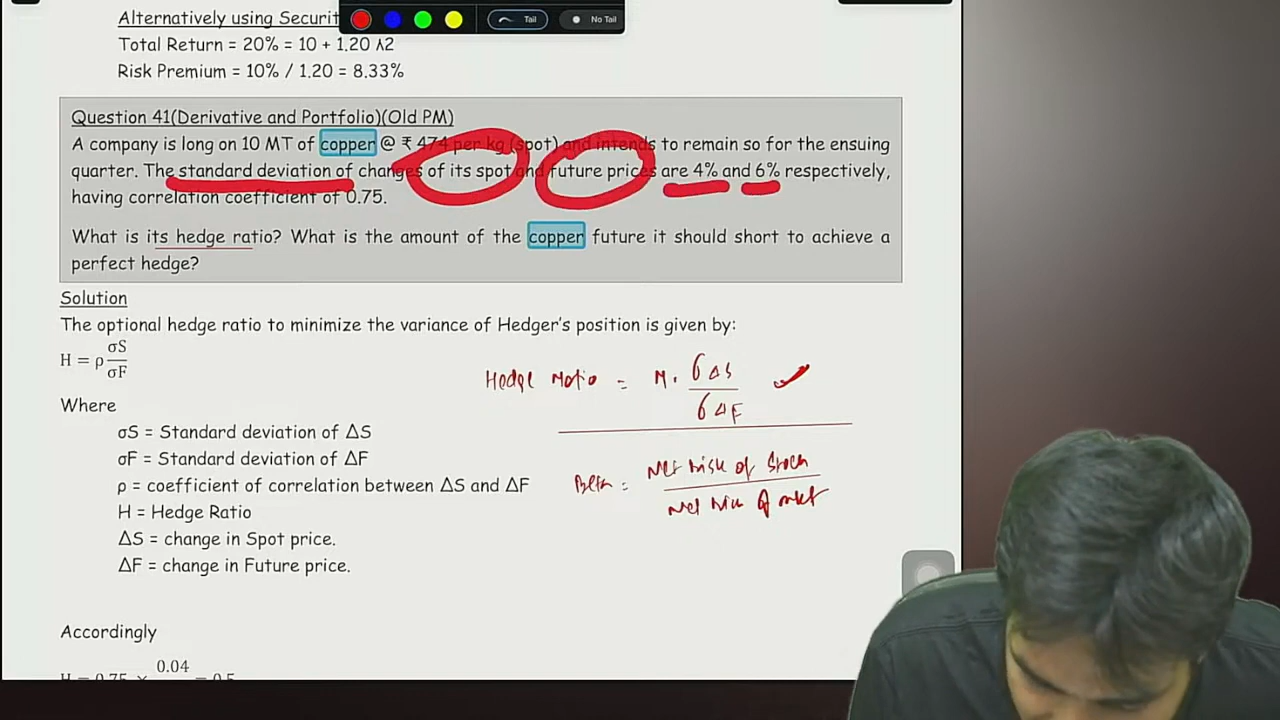 Alternatively using Securit
Tail
No Tail
Total Return = 20% = 10 + 1.20 λ2
Risk Premium = 10% / 1.20 = 8.33%
Question 41(Derivative and Portfolio)(Old PM)
A company is long on 10 MT of copper @ ₹ 474 per kg (spot) and intends to remain so for the ensuing
quarter. The standard deviation of changes of its spot and future prices are 4% and 6% respectively,
having correlation coefficient of 0.75.
What is its hedge ratio? What is the amount of the copper future it should short to achieve a
perfect hedge?
Solution
The optional hedge ratio to minimize the variance of Hedger's position is given by:
H = ρ σS
σF
Hedge Ratio = σΔS
σΔF
Where
σS = Standard deviation of ΔS
σF = Standard deviation of ΔF
ρ = coefficient of correlation between ΔS and ΔF
H = Hedge Ratio
ΔS = change in Spot price.
ΔF = change in Future price.
Beta = Net risk of Stock
Net risk of mkt
Accordingly
H = 0.75 × 0.04 = 0.5